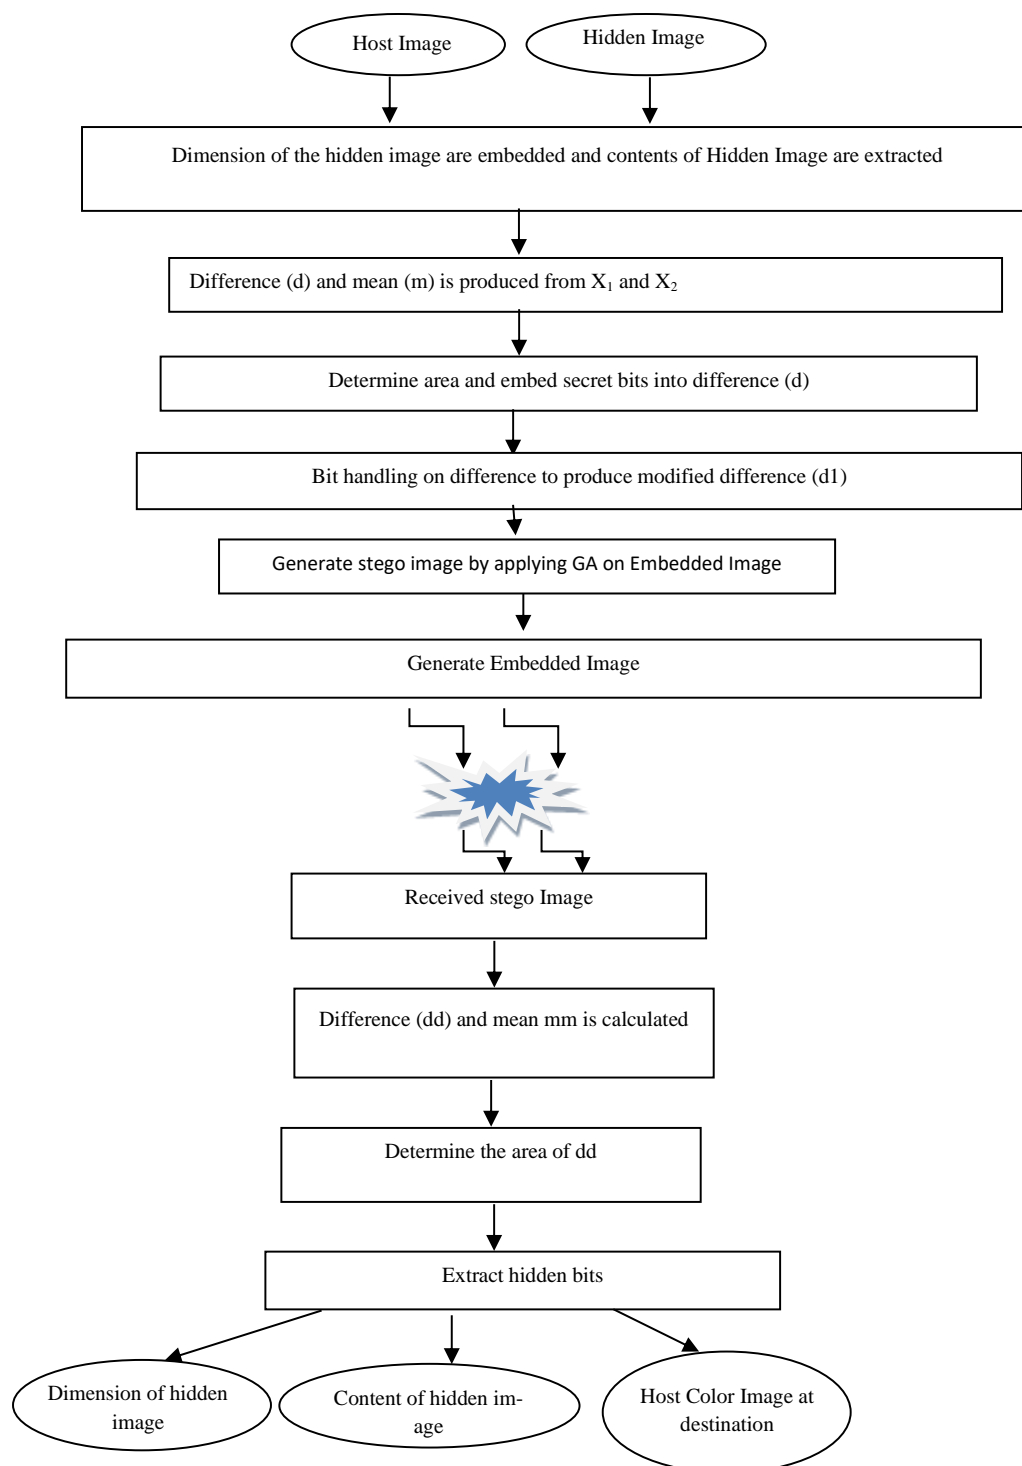 Host Image
Hidden Image
Dimension of the hidden image are embedded and contents of Hidden Image are extracted
Difference (d) and mean (m) is produced from X₁ and X₂
Determine area and embed secret bits into difference (d)
Bit handling on difference to produce modified difference (d1)
Generate stego image by applying GA on Embedded Image
Generate Embedded Image
Received stego Image
Difference (dd) and mean mm is calculated
Determine the area of dd
Extract hidden bits
Dimension of hidden
image
Content of hidden im-
age
Host Color Image at
destination